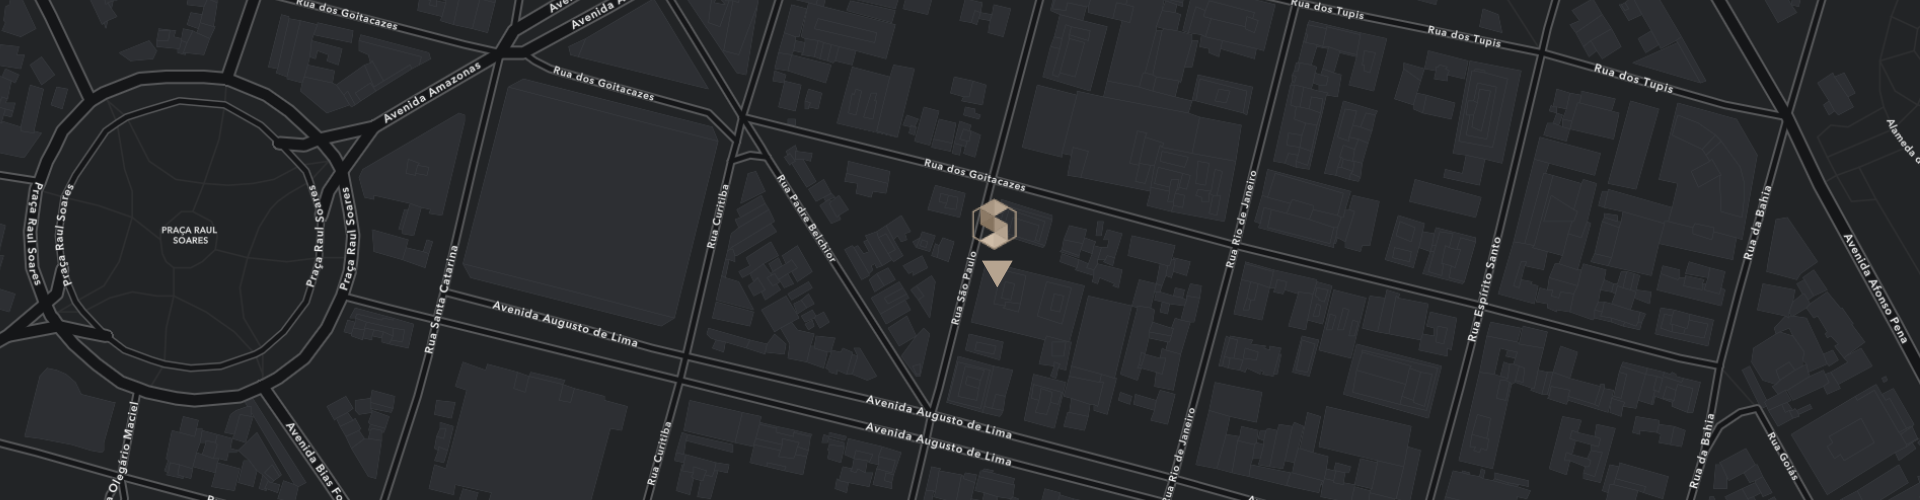 Rua dos Goitacazes
Avenida A
Rua dos Tupis
Rua dos Tupis
Rua dos Tupis
Avenida Amazonas
Rua dos Goitacazes
Rua dos Goitacazes
Praça Raul Soares
Praça Raul Soares
PRAÇA RAUL
SOARES
Praça Raul Soares
Praça Raul Soares
Rua Santa Catarina
Rua Curitiba
Rua Padre Belchior
Rua São Paulo
Rua Rio de Janeiro
Rua Espírito Santo
Rua da Bahia
Alameda d
Avenida Afonso Pena
Avenida Augusto de Lima
Avenida Augusto de Lima
Avenida Augusto de Lima
a Olegário Maciel
Avenida Bias Fo
Rua Curitiba
Rua Rio de Janeiro
Rua da Bahia
Rua Goiás